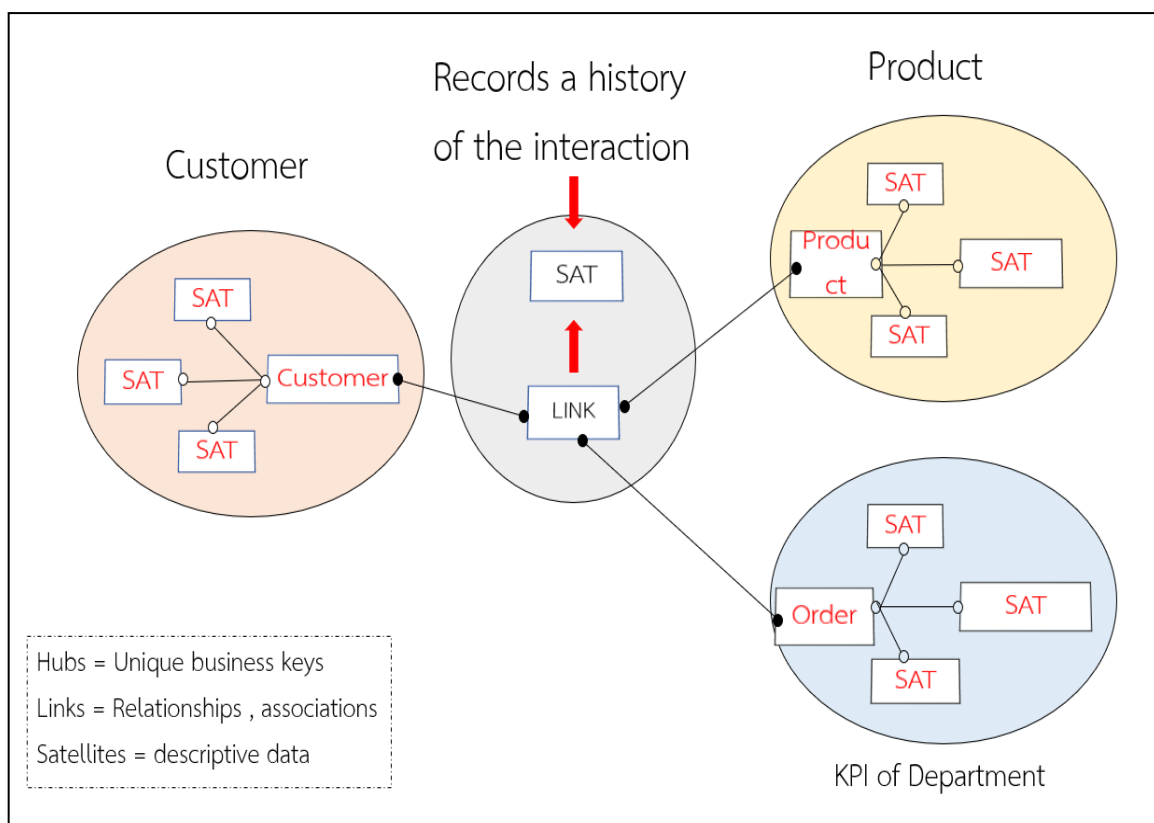 Records a history
of the interaction
Product
Customer
SAT
SAT
SAT
Customer
SAT
LINK
SAT
Produ
ct
SAT
SAT
SAT
Order
SAT
SAT
KPI of Department
Hubs = Unique business keys
Links = Relationships , associations
Satellites = descriptive data